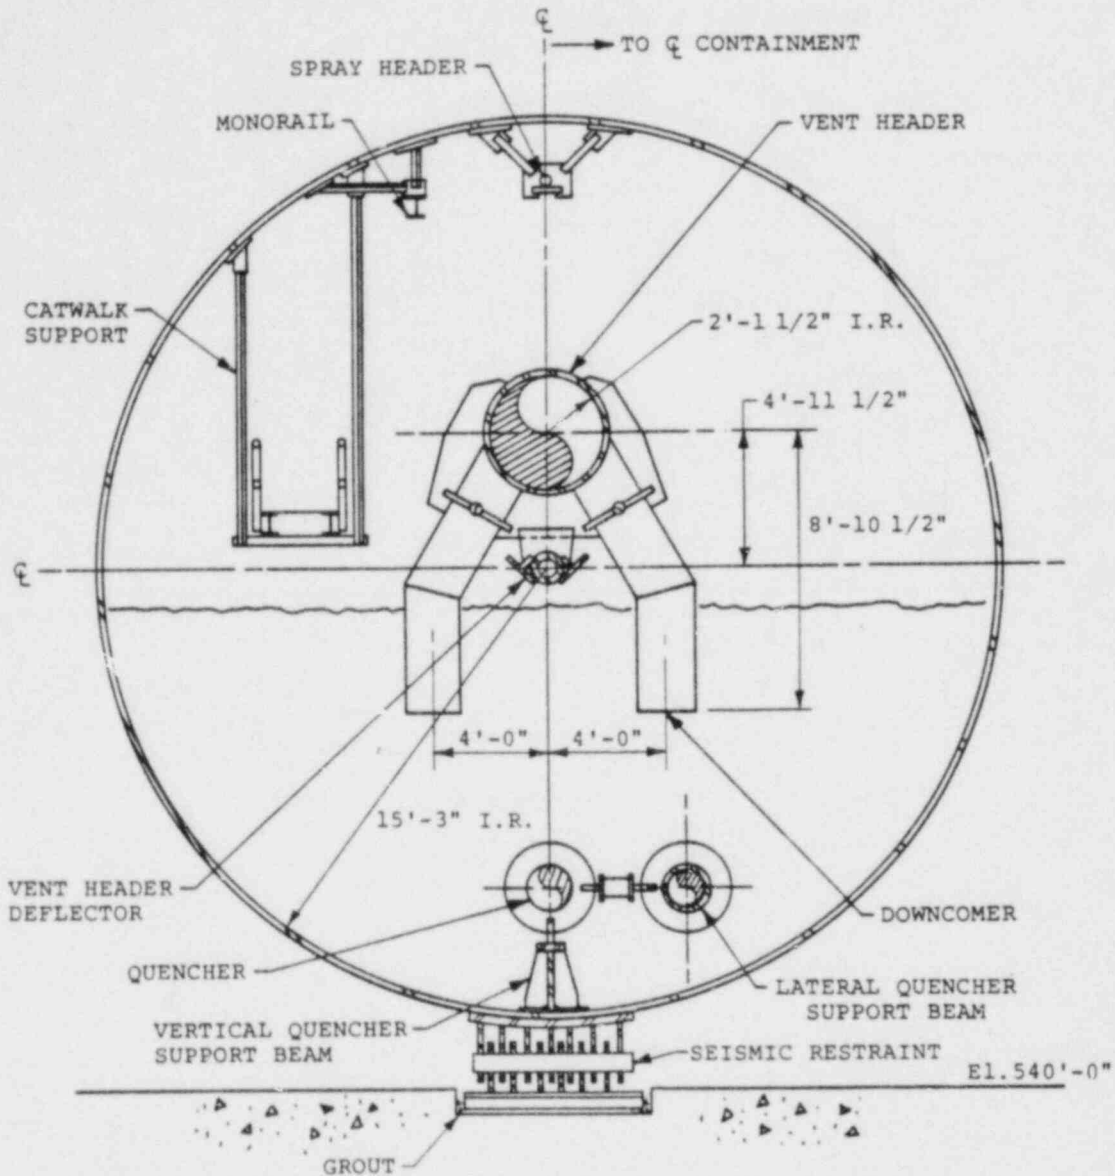 ℄
TO ℄ CONTAINMENT
SPRAY HEADER
MONORAIL
VENT HEADER
CATWALK
SUPPORT
2'-1 1/2" I.R.
4'-11 1/2"
8'-10 1/2"
℄
4'-0"
4'-0"
15'-3" I.R.
VENT HEADER
DEFLECTOR
DOWNCOMER
QUENCHER
LATERAL QUENCHER
SUPPORT BEAM
VERTICAL QUENCHER
SUPPORT BEAM
SEISMIC RESTRAINT
El.540'-0"
GROUT